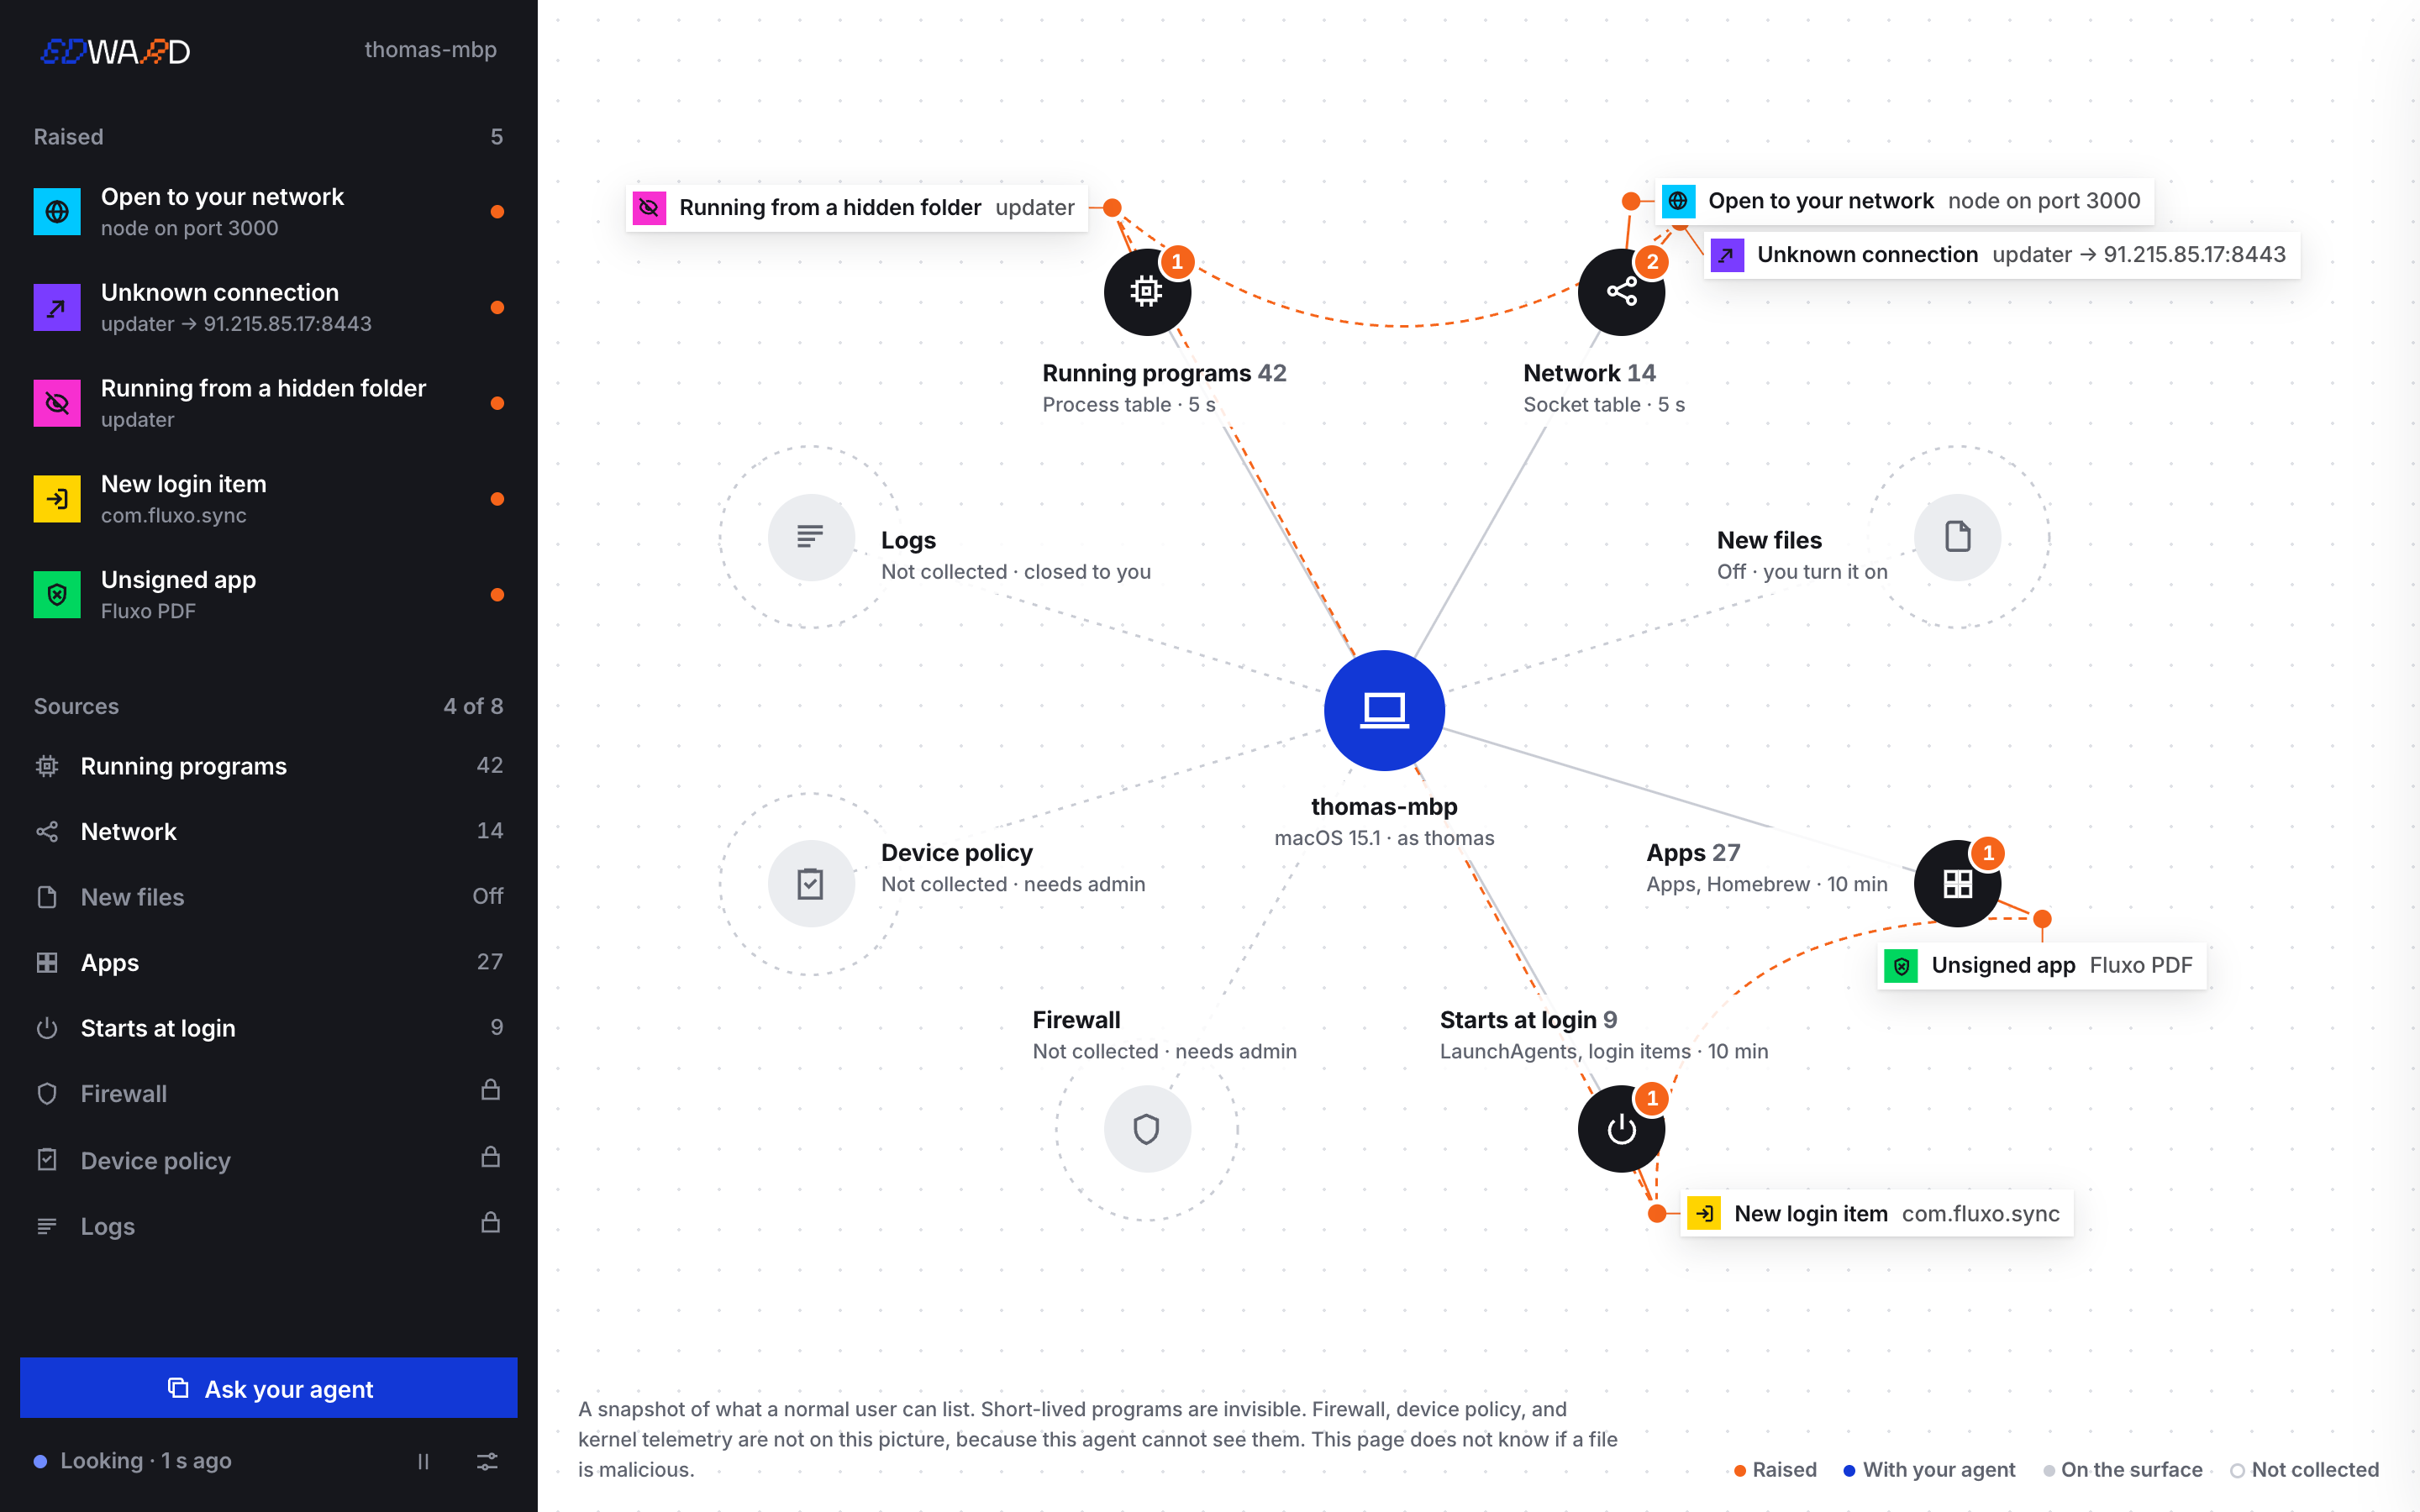 EDWARD
thomas-mbp
Raised 5
Open to your network
node on port 3000
Unknown connection
updater → 91.215.85.17:8443
Running from a hidden folder
updater
New login item
com.fluxo.sync
Unsigned app
Fluxo PDF
Sources 4 of 8
Running programs 42
Network 14
New files Off
Apps 27
Starts at login 9
Firewall
Device policy
Logs
Ask your agent
Looking · 1 s ago
Running from a hidden folder updater
1
Open to your network node on port 3000
2
Unknown connection updater → 91.215.85.17:8443
Running programs 42
Process table · 5 s
Network 14
Socket table · 5 s
Logs
Not collected · closed to you
New files
Off · you turn it on
thomas-mbp
macOS 15.1 · as thomas
Device policy
Not collected · needs admin
Apps 27
Apps, Homebrew · 10 min
1
Unsigned app Fluxo PDF
Firewall
Not collected · needs admin
Starts at login 9
LaunchAgents, login items · 10 min
1
New login item com.fluxo.sync
A snapshot of what a normal user can list. Short-lived programs are invisible. Firewall, device policy, and
kernel telemetry are not on this picture, because this agent cannot see them. This page does not know if a file
is malicious.
Raised With your agent On the surface Not collected